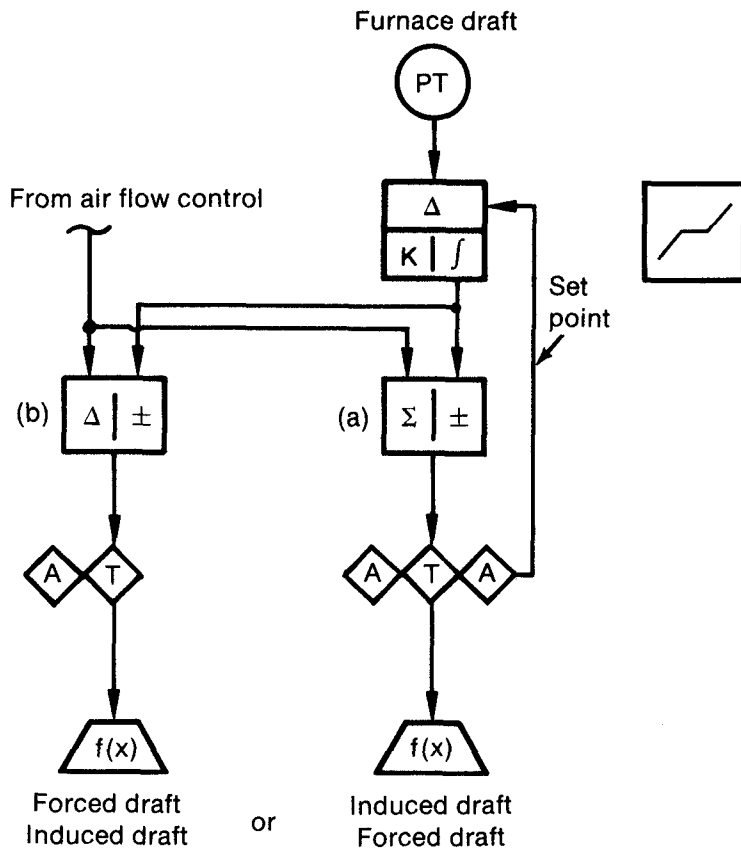 Furnace draft
PT
From air flow control
Δ
K | ∫
Set
point
(b)
Δ | ±
(a)
Σ | ±
A T
A T A
f(x)
f(x)
Forced draft
Induced draft
or
Induced draft
Forced draft